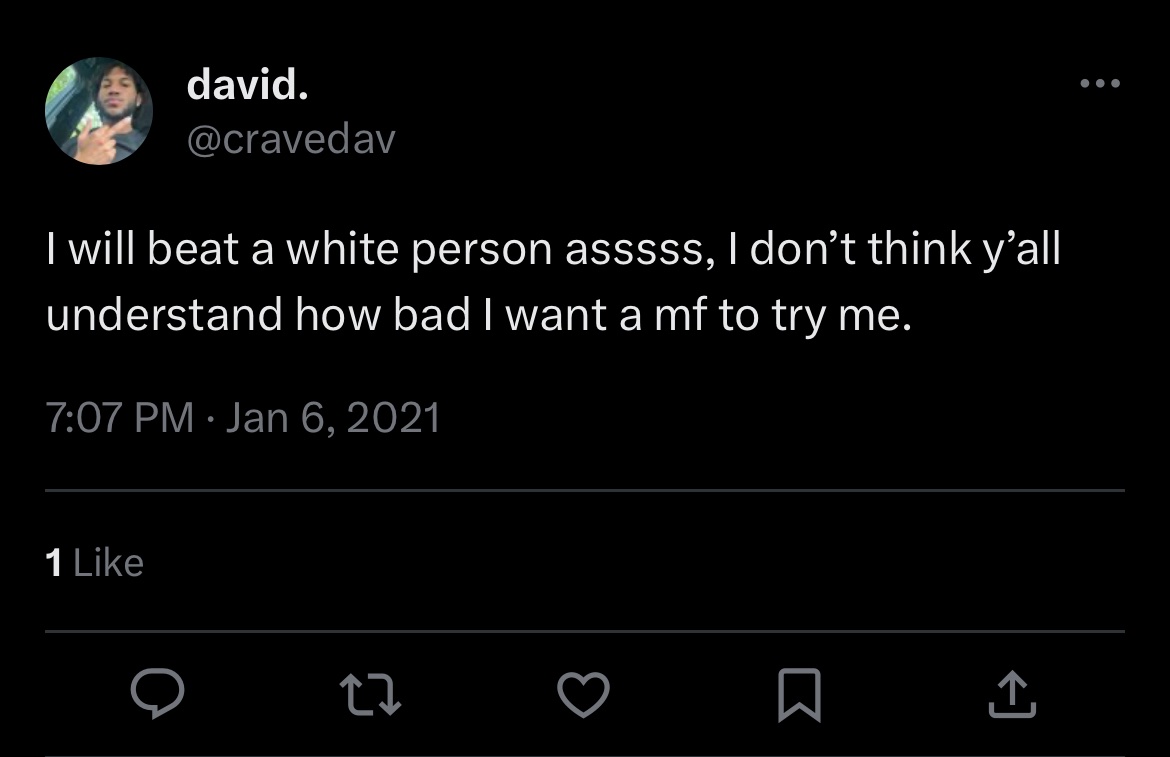 david.
@cravedav
I will beat a white person asssss, I don’t think y’all
understand how bad I want a mf to try me.
7:07 PM · Jan 6, 2021
1 Like